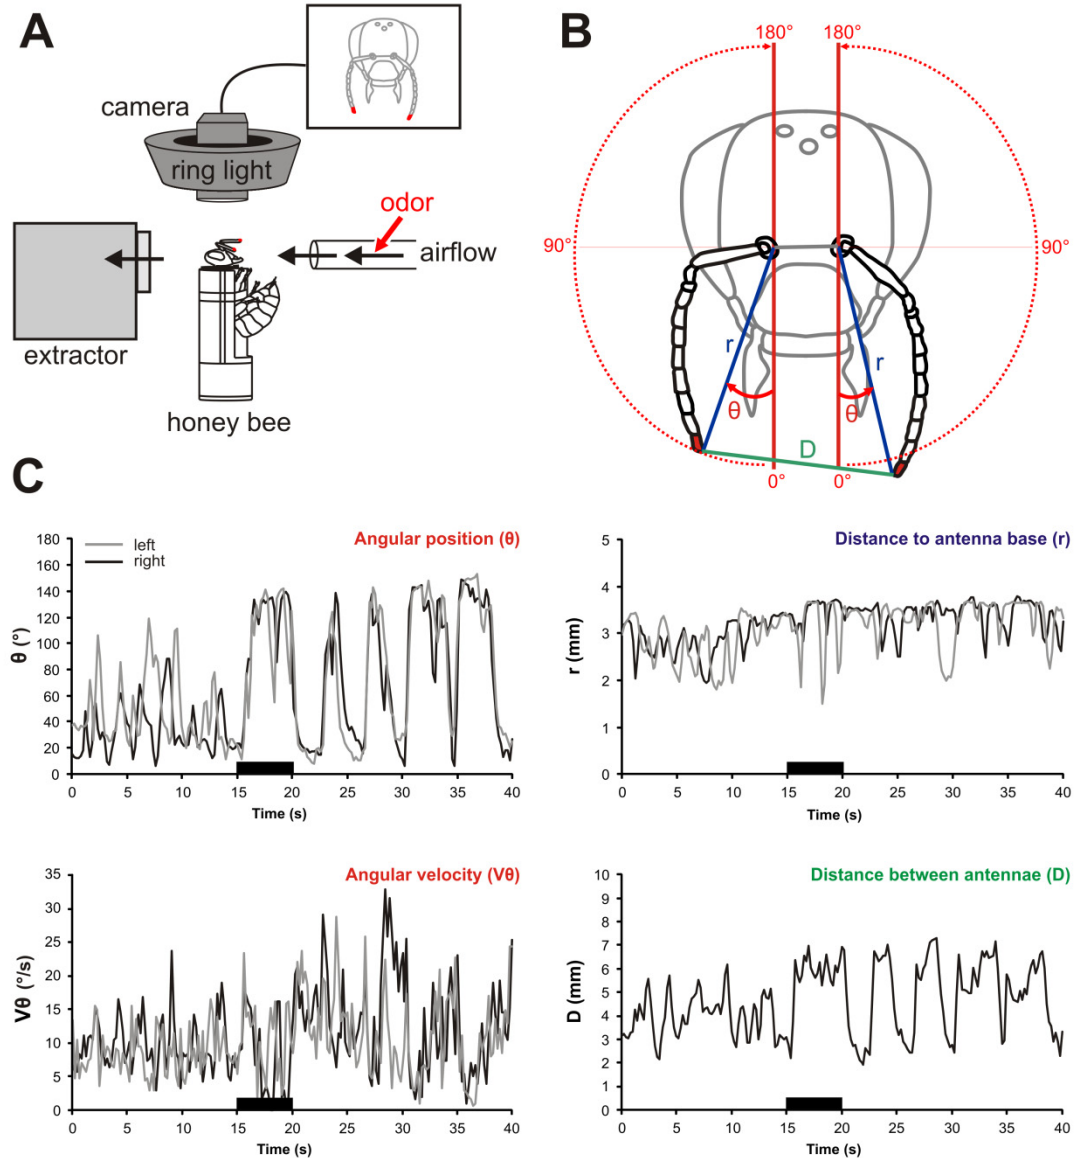 A
camera
ring light
odor
airflow
extractor
honey bee
B
180°
180°
90°
90°
r
r
θ
θ
D
0°
0°
C
Angular position (θ)
left
right
180
160
140
120
100
80
60
40
20
0
θ (°)
0 5 10 15 20 25 30 35 40
Time (s)
Distance to antenna base (r)
5
4
3
2
1
0
r (mm)
0 5 10 15 20 25 30 35 40
Time (s)
Angular velocity (Vθ)
35
30
25
20
15
10
5
0
Vθ (°/s)
0 5 10 15 20 25 30 35 40
Time (s)
Distance between antennae (D)
10
9
8
7
6
5
4
3
2
1
0
D (mm)
0 5 10 15 20 25 30 35 40
Time (s)